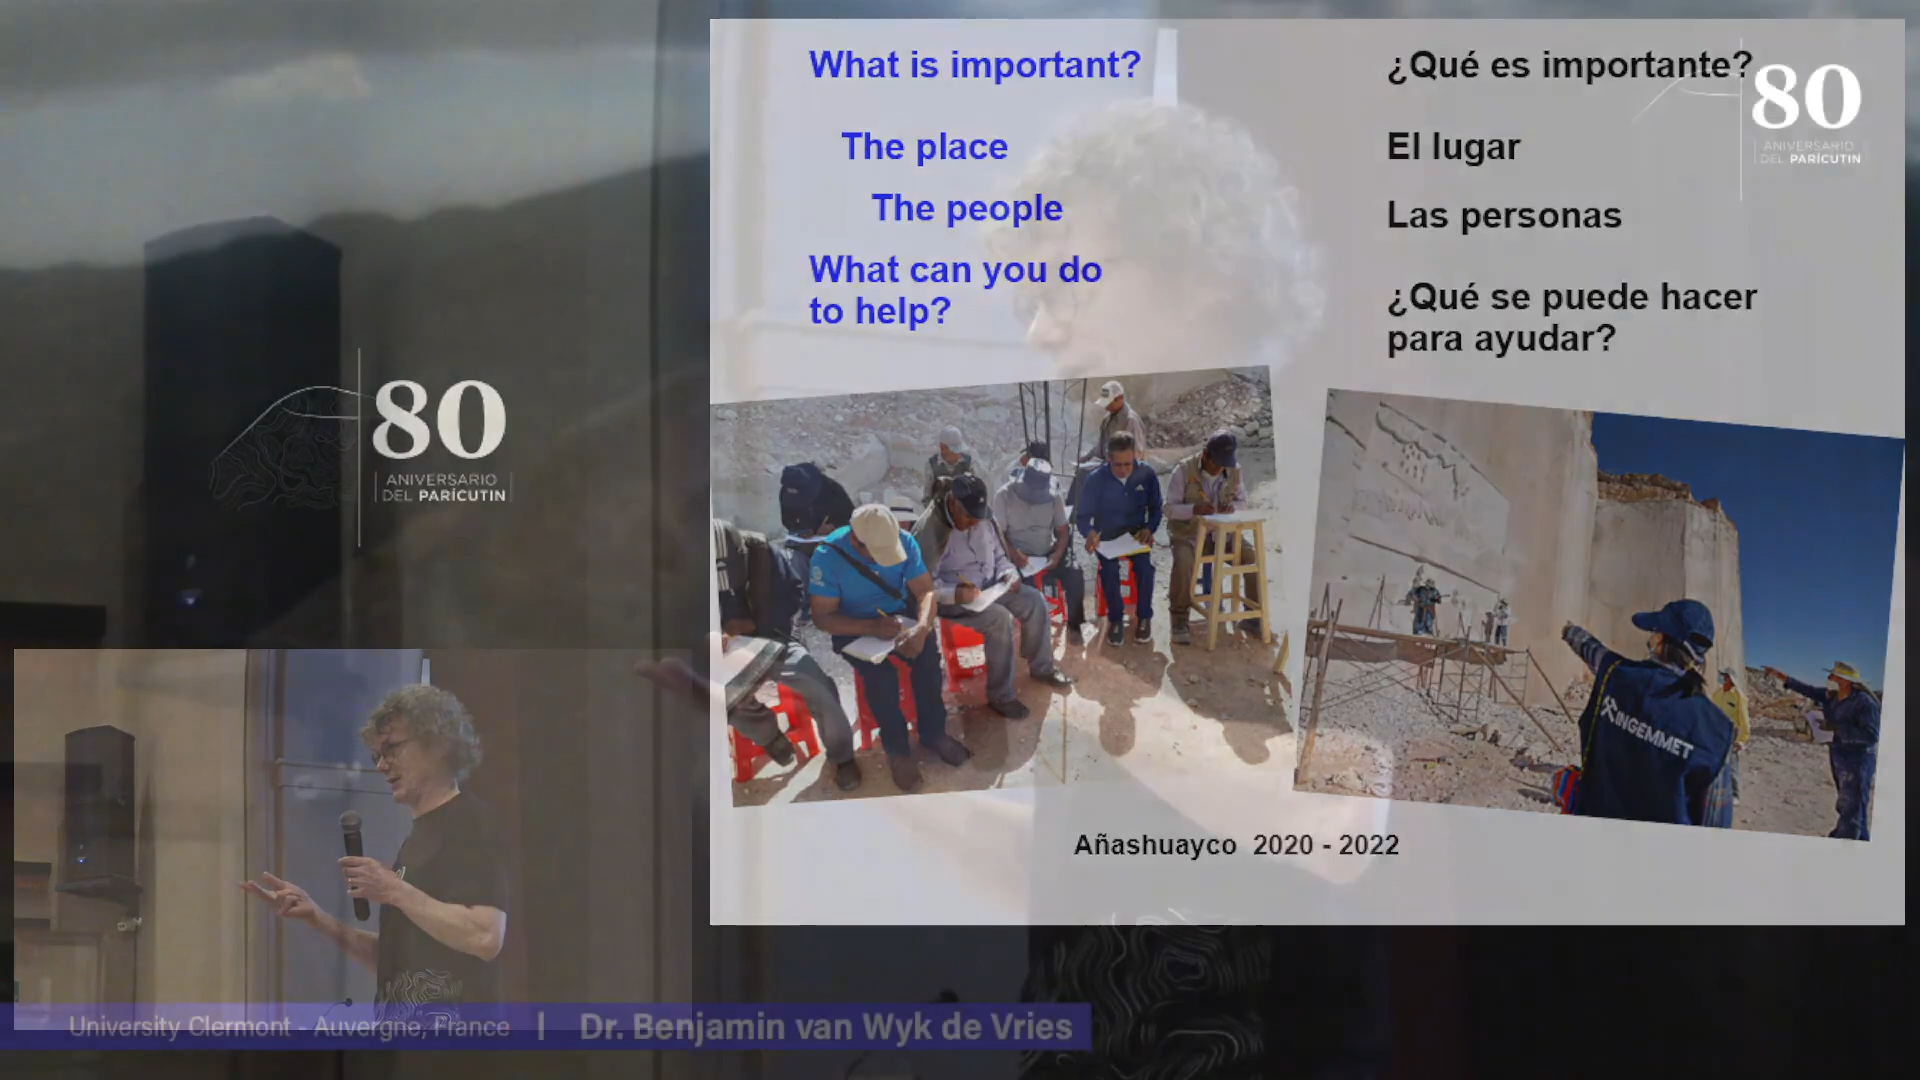 What is important?
The place
The people
What can you do
to help?
¿Qué es importante?
El lugar
Las personas
¿Qué se puede hacer
para ayudar?
80
ANIVERSARIO
DEL PARÍCUTIN
80
ANIVERSARIO
DEL PARÍCUTIN
INGEMMET
Añashuayco 2020 - 2022
University Clermont - Auvergne, France | Dr. Benjamin van Wyk de Vries